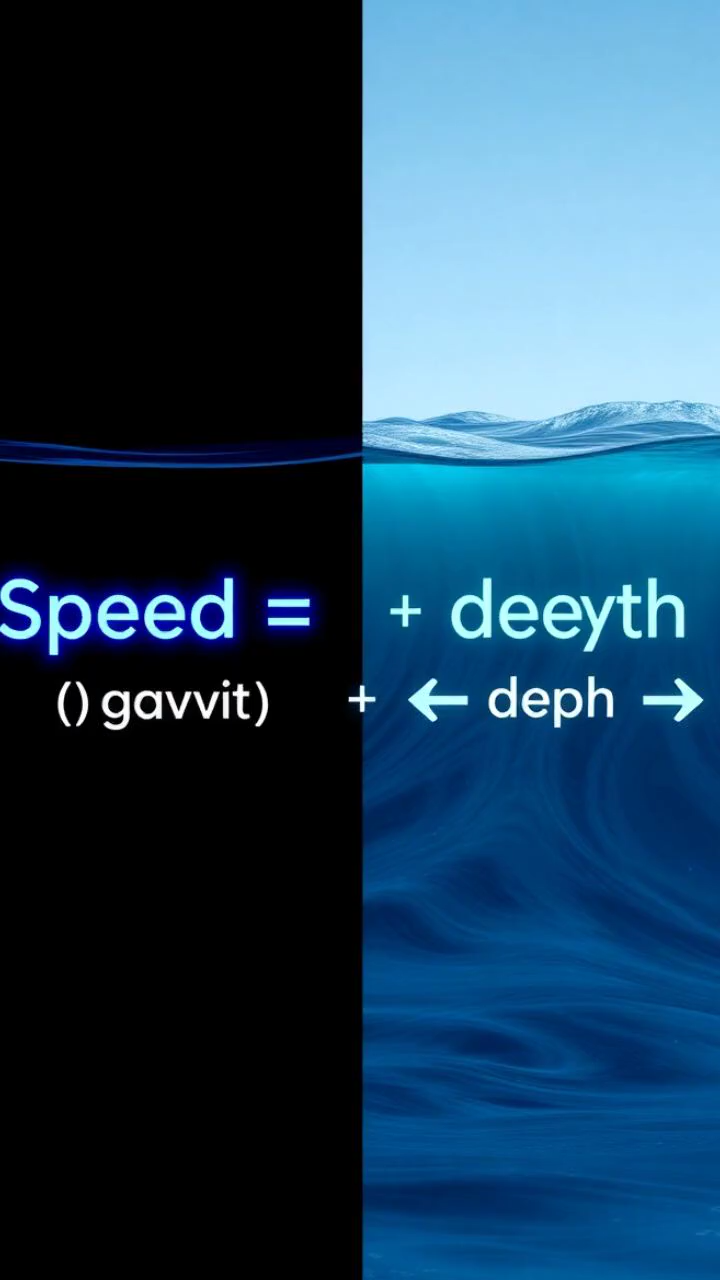 Speed = + deeyth
() gavvit) + ← deph →